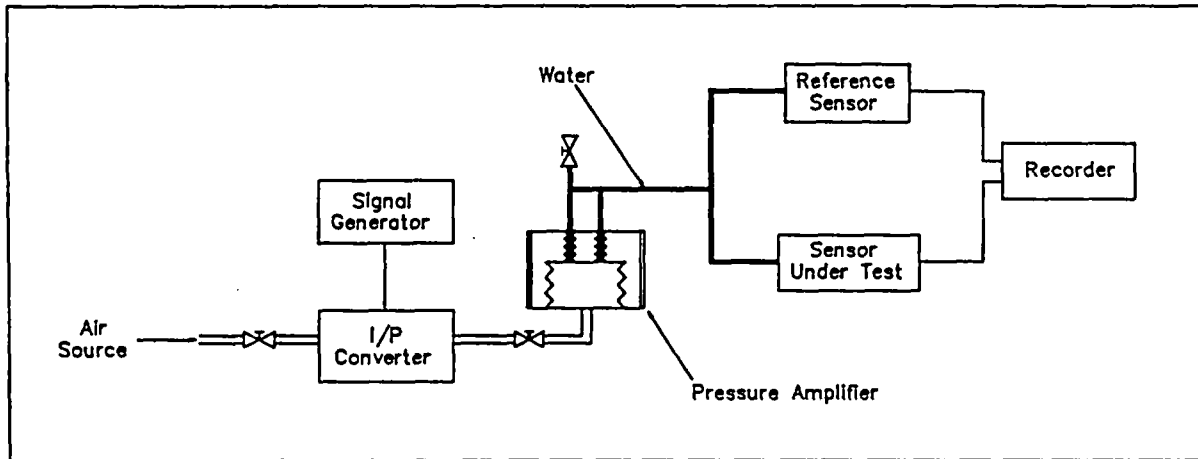 Water
Reference
Sensor
Recorder
Signal
Generator
Sensor
Under Test
Air
Source
I/P
Converter
Pressure Amplifier